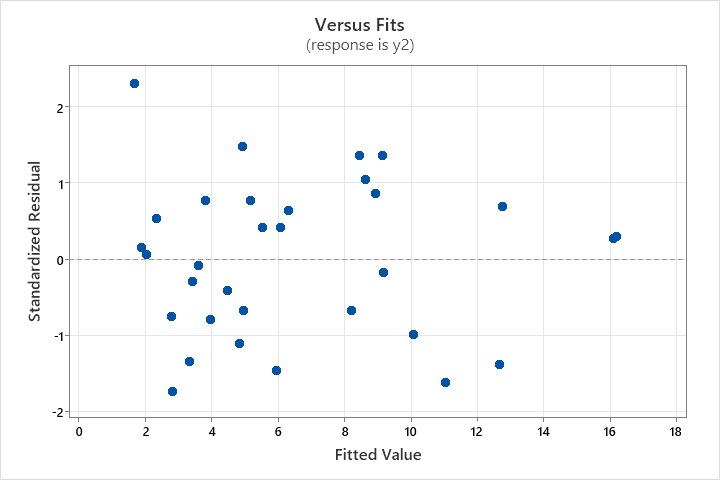 Versus Fits
(response is y2)
2
1
0
-1
-2
Standardized Residual
0 2 4 6 8 10 12 14 16 18
Fitted Value